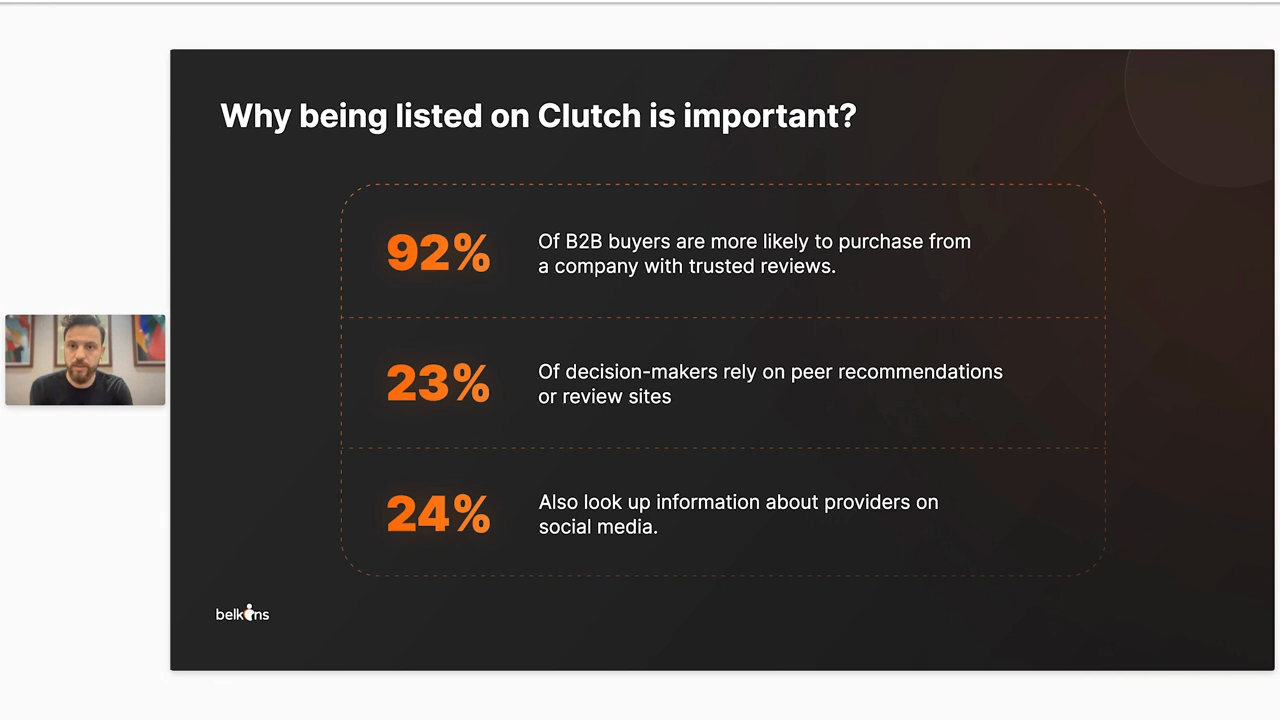 Why being listed on Clutch is important?
92%
Of B2B buyers are more likely to purchase from
a company with trusted reviews.
23%
Of decision-makers rely on peer recommendations
or review sites
24%
Also look up information about providers on
social media.
belkins